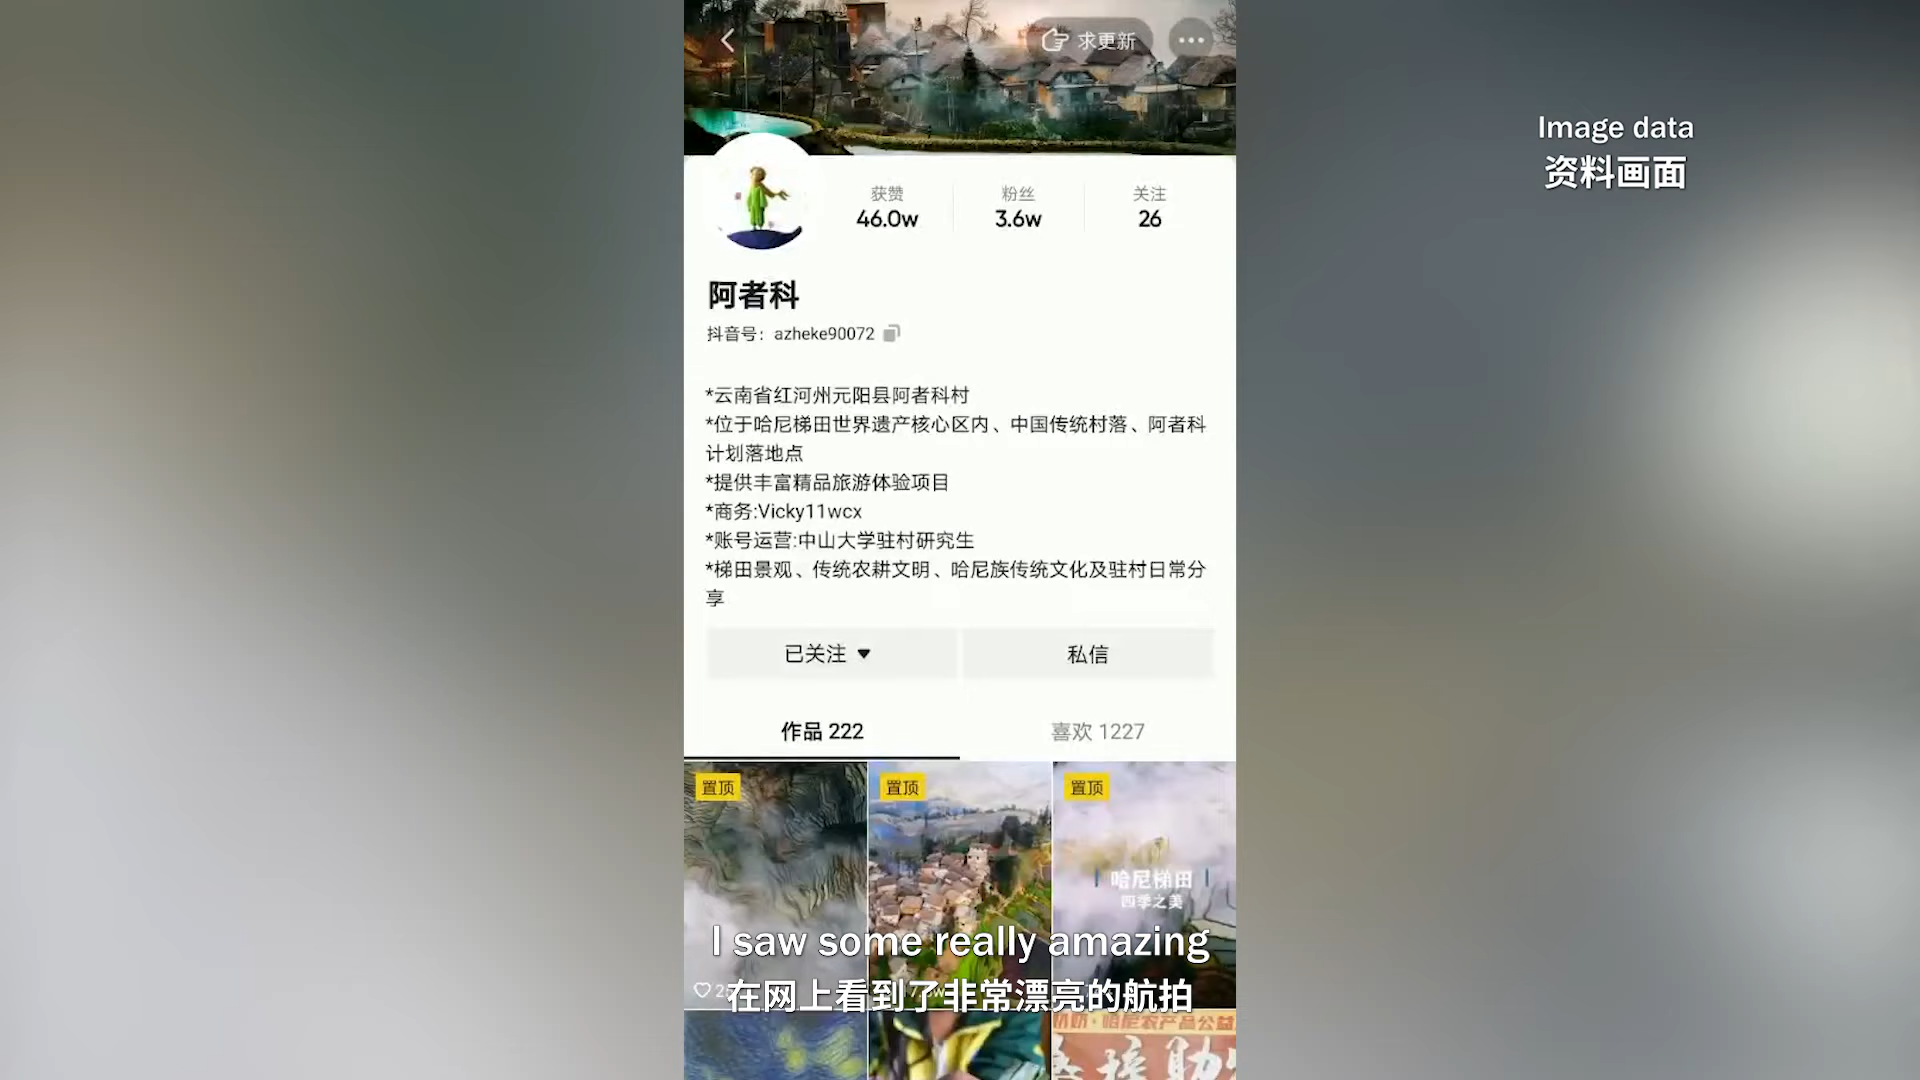 求更新
Image data
资料画面
获赞 粉丝 关注
46.0w 3.6w 26
阿者科
抖音号：azheke90072
*云南省红河州元阳县阿者科村
*位于哈尼梯田世界遗产核心区内、中国传统村落、阿者科
计划落地点
*提供丰富精品旅游体验项目
*商务:Vicky11wcx
*账号运营:中山大学驻村研究生
*梯田景观、传统农耕文明、哈尼族传统文化及驻村日常分
享
已关注 私信
作品 222 喜欢 1227
置顶 置顶 置顶
哈尼梯田
四季之美
I saw some really amazing
在网上看到了非常漂亮的航拍
哈尼农产品公益